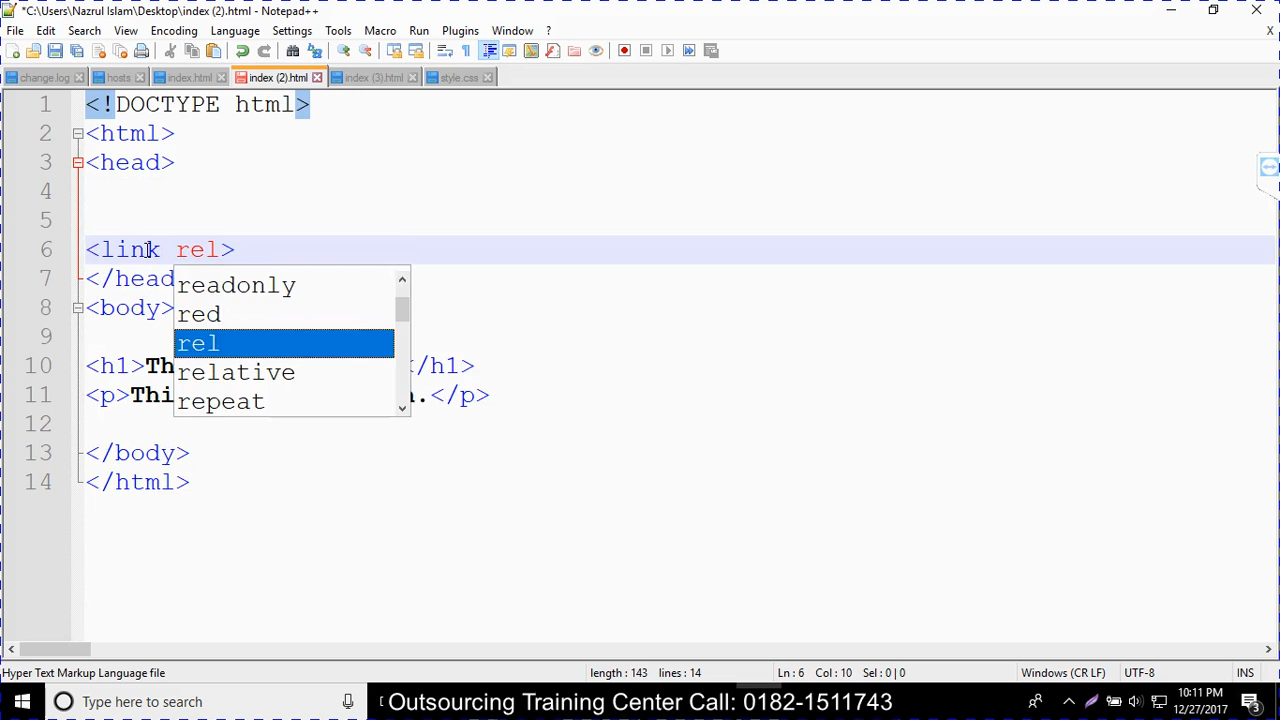 *C:\Users\Nazrul Islam\Desktop\index (2).html - Notepad++
File Edit Search View Encoding Language Settings Tools Macro Run Plugins Window ? X
change.log hosts index.html index (2).html index (3).html style.css
1 <!DOCTYPE html>
2 <html>
3 <head>
4
5
6 <link rel>
7 </head
readonly
8 <body>
red
9
rel
10 <h1>Th </h1>
relative
11 <p>Thi .</p>
repeat
12
13 </body>
14 </html>
Hyper Text Markup Language file length : 143 lines : 14 Ln : 6 Col : 10 Sel : 0 | 0 Windows (CR LF) UTF-8 INS
Type here to search
Outsourcing Training Center Call: 0182-1511743
10:11 PM
12/27/2017
3